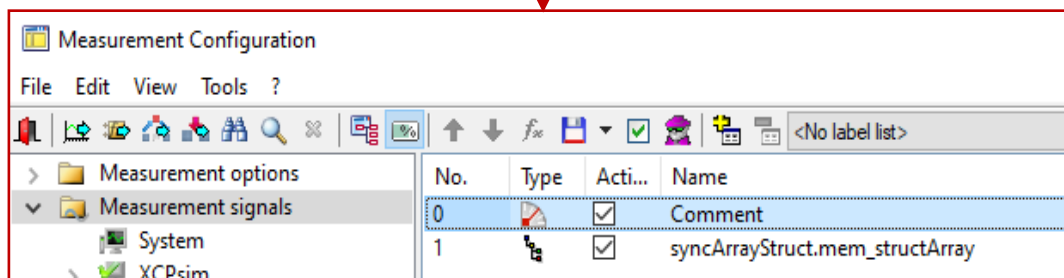 Measurement Configuration
File Edit View Tools ?
<No label list>
Measurement options
Measurement signals
System
XCPsim
No. Type Acti... Name
0 Comment
1 syncArrayStruct.mem_structArray